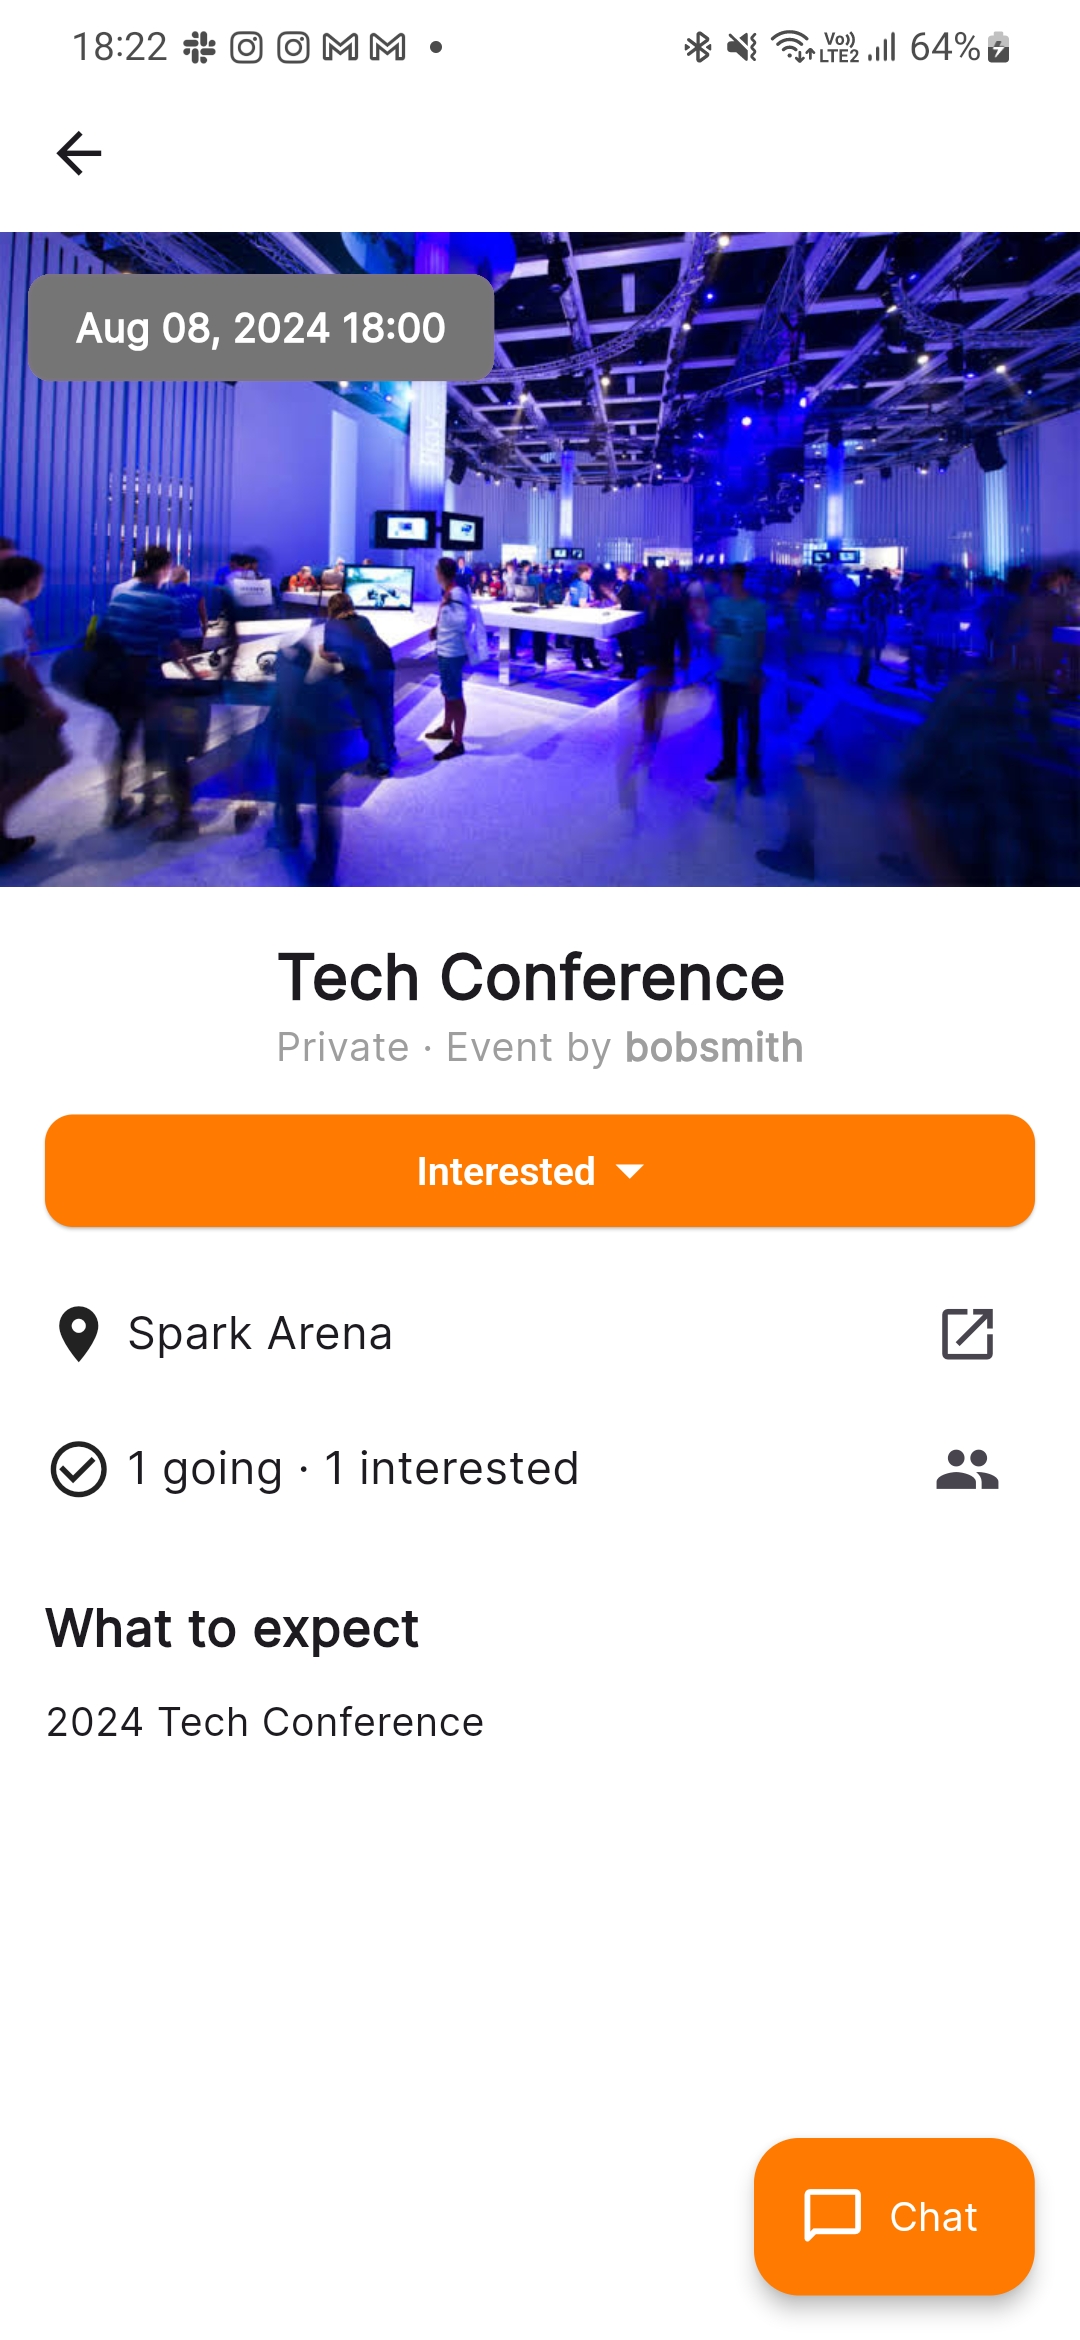 18:22
Vo))
LTE2
64%
Aug 08, 2024 18:00
Tech Conference
Private · Event by bobsmith
Interested
Spark Arena
1 going · 1 interested
What to expect
2024 Tech Conference
Chat